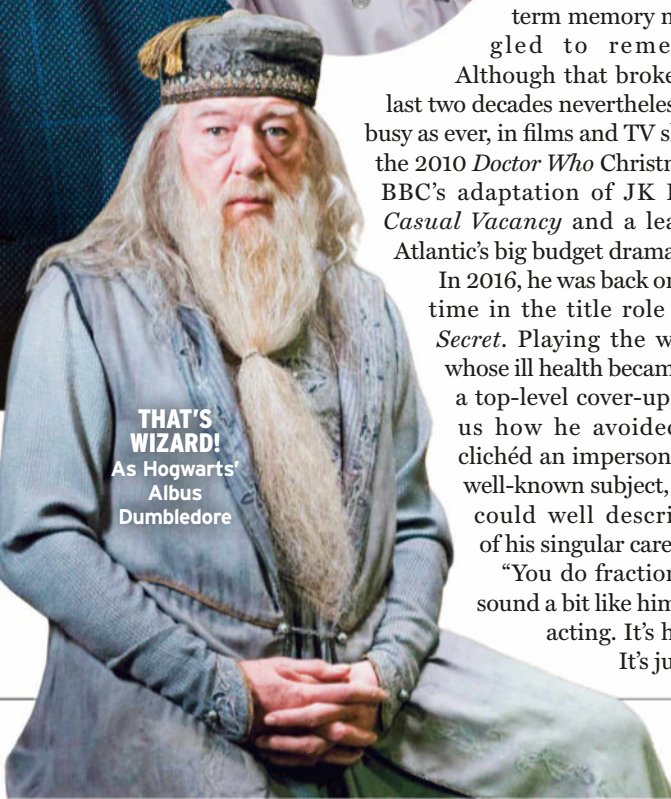 term memory n
gled to reme
Although that broke
last two decades nevertheles
busy as ever, in films and TV s
the 2010 Doctor Who Christm
BBC's adaptation of JK
Casual Vacancy and a lea
Atlantic's big budget drama
In 2016, he was back on
time in the title role
Secret. Playing the w
whose ill health becam
a top-level cover-up
us how he avoided
clichéd an imperson
well-known subject,
could well descri
of his singular care
“You do fraction
sound a bit like him
acting. It's h
It's ju
THAT'S
WIZARD!
As Hogwarts'
Albus
Dumbledore